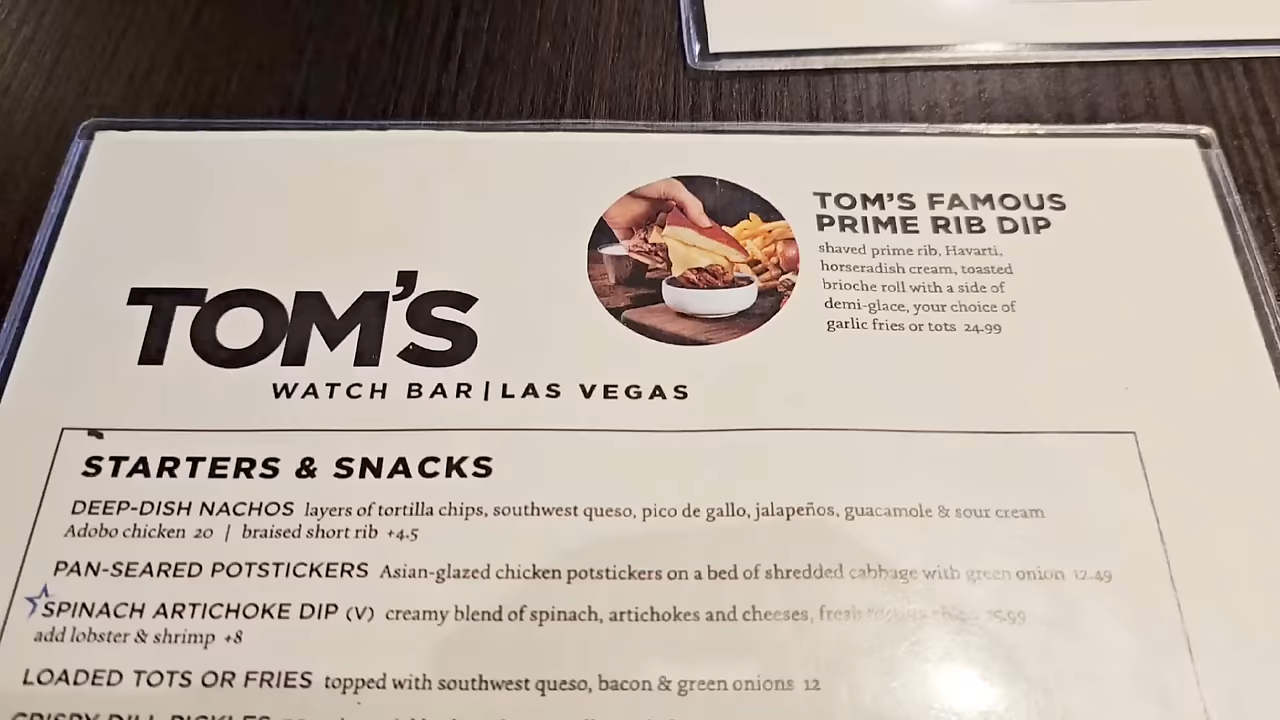 TOM'S FAMOUS
PRIME RIB DIP
shaved prime rib, Havarti,
horseradish cream, toasted
brioche roll with a side of
demi-glace, your choice of
garlic fries or tots 24.99
TOM'S
WATCH BAR | LAS VEGAS
STARTERS & SNACKS
DEEP-DISH NACHOS layers of tortilla chips, southwest queso, pico de gallo, jalapeños, guacamole & sour cream
Adobo chicken 20 | braised short rib +4.5
PAN-SEARED POTSTICKERS Asian-glazed chicken potstickers on a bed of shredded cabbage with green onion 12.49
SPINACH ARTICHOKE DIP (V) creamy blend of spinach, artichokes and cheeses, fresh
add lobster & shrimp +8
LOADED TOTS OR FRIES topped with southwest queso, bacon & green onions 12
CRISPY DILL PICKLES